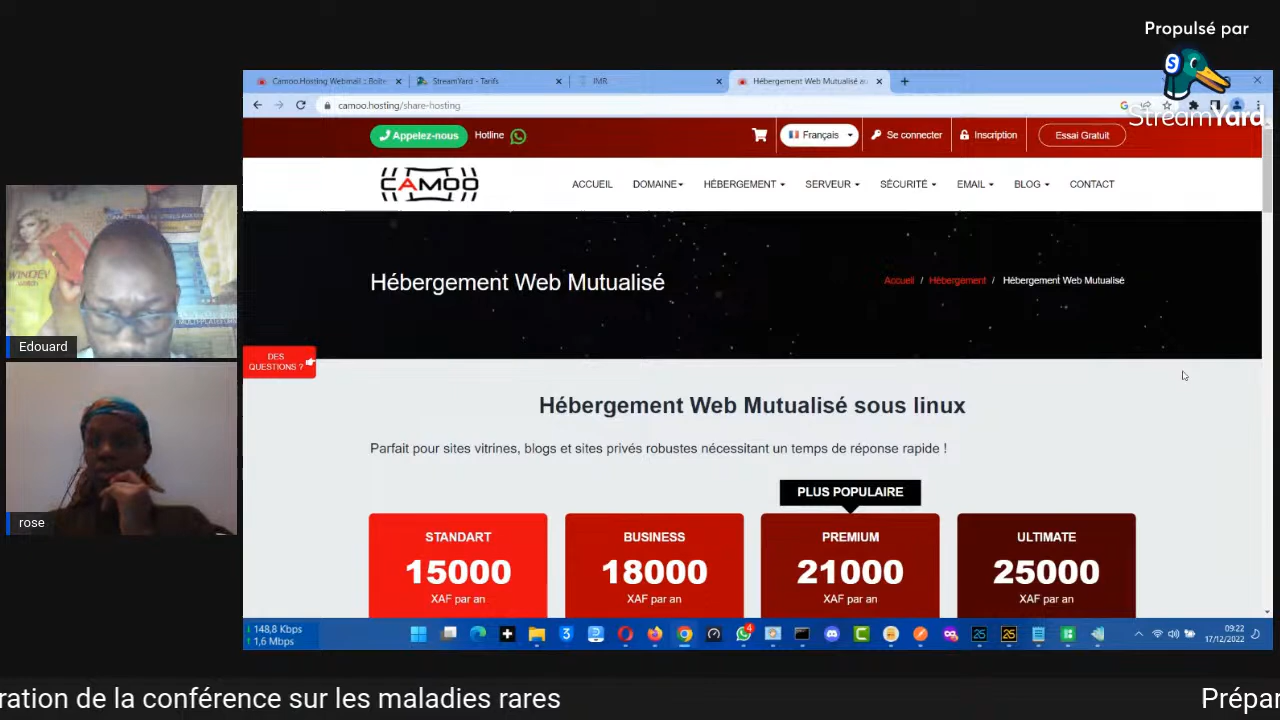 Propulsé par
StreamYard
Camoo.Hosting Webmail :: Boîte
StreamYard - Tarifs
IMR
Hébergement Web Mutualisé au
camoo.hosting/share-hosting
Appelez-nous
Hotline
Français
Se connecter
Inscription
Essai Gratuit
CAMOO
ACCUEIL
DOMAINE
HÉBERGEMENT
SERVEUR
SÉCURITÉ
EMAIL
BLOG
CONTACT
Hébergement Web Mutualisé
Accueil / Hébergement / Hébergement Web Mutualisé
WINDEV
Edouard
DES
QUESTIONS ?
Hébergement Web Mutualisé sous linux
Parfait pour sites vitrines, blogs et sites privés robustes nécessitant un temps de réponse rapide !
PLUS POPULAIRE
STANDART
15000
XAF par an
BUSINESS
18000
XAF par an
PREMIUM
21000
XAF par an
ULTIMATE
25000
XAF par an
rose
148,8 Kbps
1,6 Mbps
4
25
25
09:22
17/12/2022
ration de la conférence sur les maladies rares
Prépar